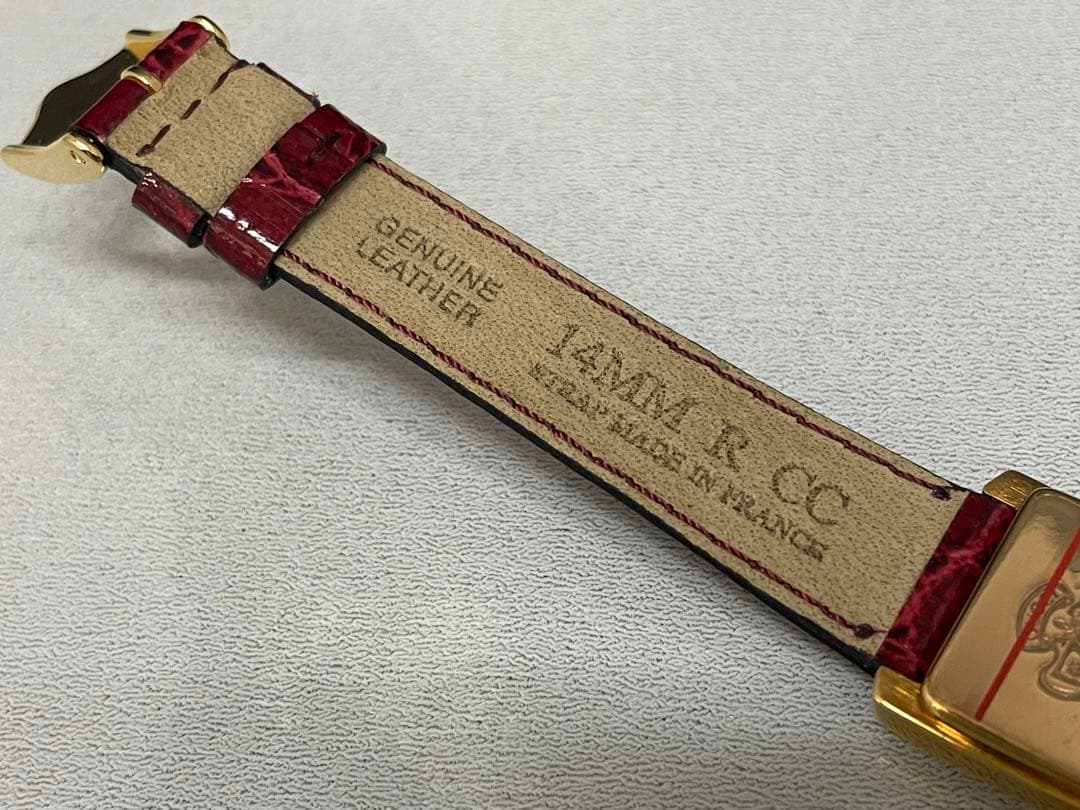 GENUINE
LEATHER
14MM R CC
STRAP MADE IN FRANCE